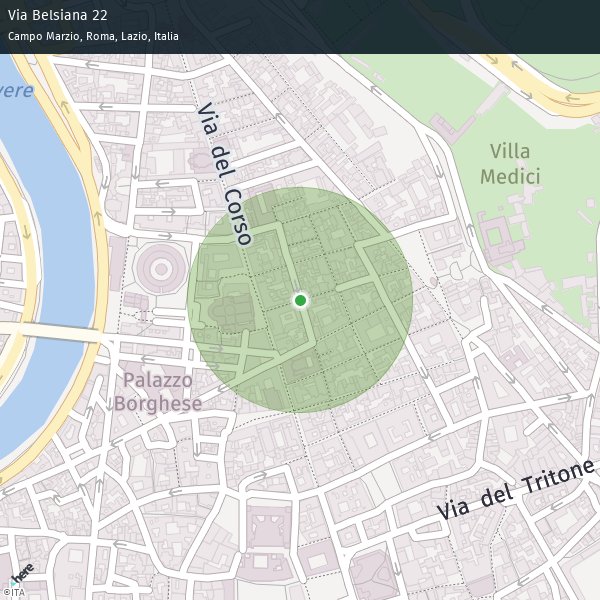 Via Belsiana 22
Campo Marzio, Roma, Lazio, Italia
vere
Via del Corso
Villa
Medici
Palazzo
Borghese
Via del Tritone
here
©ITA